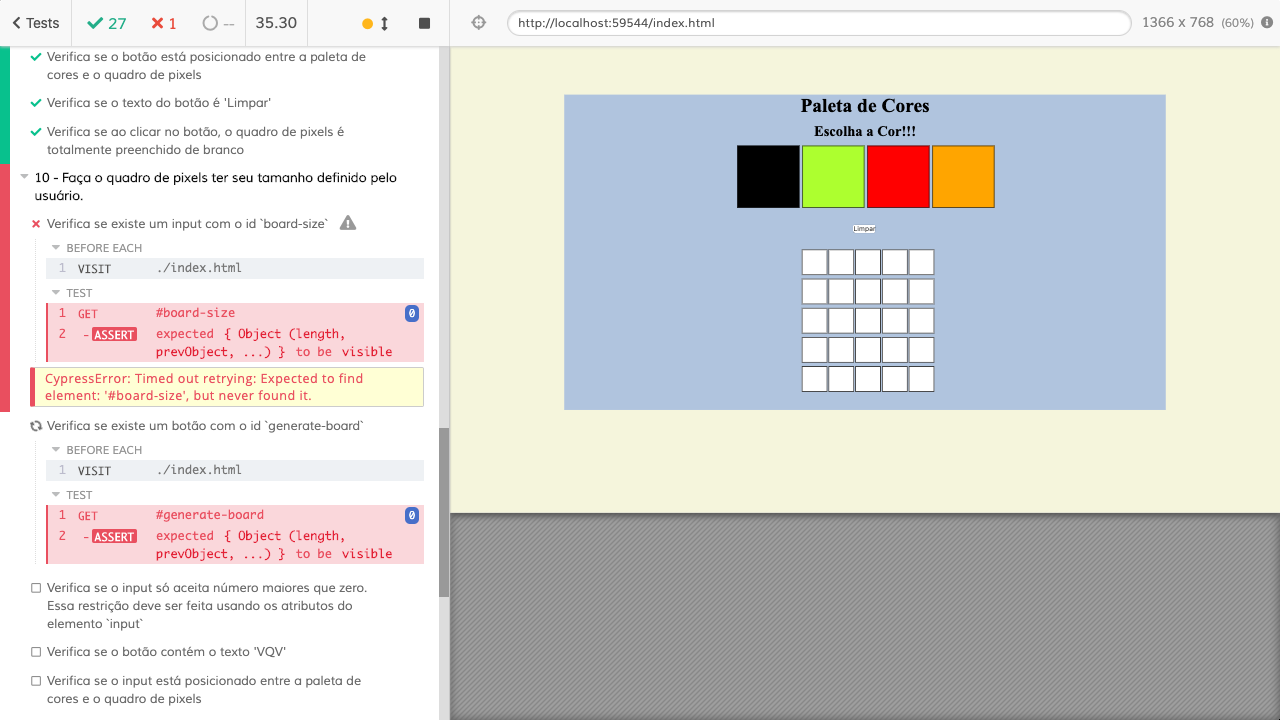 Tests 27 1 -- 35.30 http://localhost:59544/index.html 1366 x 768 (60%)
Verifica se o botão está posicionado entre a paleta de
cores e o quadro de pixels
Verifica se o texto do botão é 'Limpar'
Verifica se ao clicar no botão, o quadro de pixels é
totalmente preenchido de branco
10 - Faça o quadro de pixels ter seu tamanho definido pelo
usuário.
Verifica se existe um input com o id `board-size`
BEFORE EACH
1 VISIT ./index.html
TEST
1 GET #board-size 0
2 -ASSERT expected { Object (length,
prevObject, ...) } to be visible
CypressError: Timed out retrying: Expected to find
element: '#board-size', but never found it.
Verifica se existe um botão com o id `generate-board`
BEFORE EACH
1 VISIT ./index.html
TEST
1 GET #generate-board 0
2 -ASSERT expected { Object (length,
prevObject, ...) } to be visible
Verifica se o input só aceita número maiores que zero.
Essa restrição deve ser feita usando os atributos do
elemento `input`
Verifica se o botão contém o texto 'VQV'
Verifica se o input está posicionado entre a paleta de
cores e o quadro de pixels
Paleta de Cores
Escolha a Cor!!!
Limpar